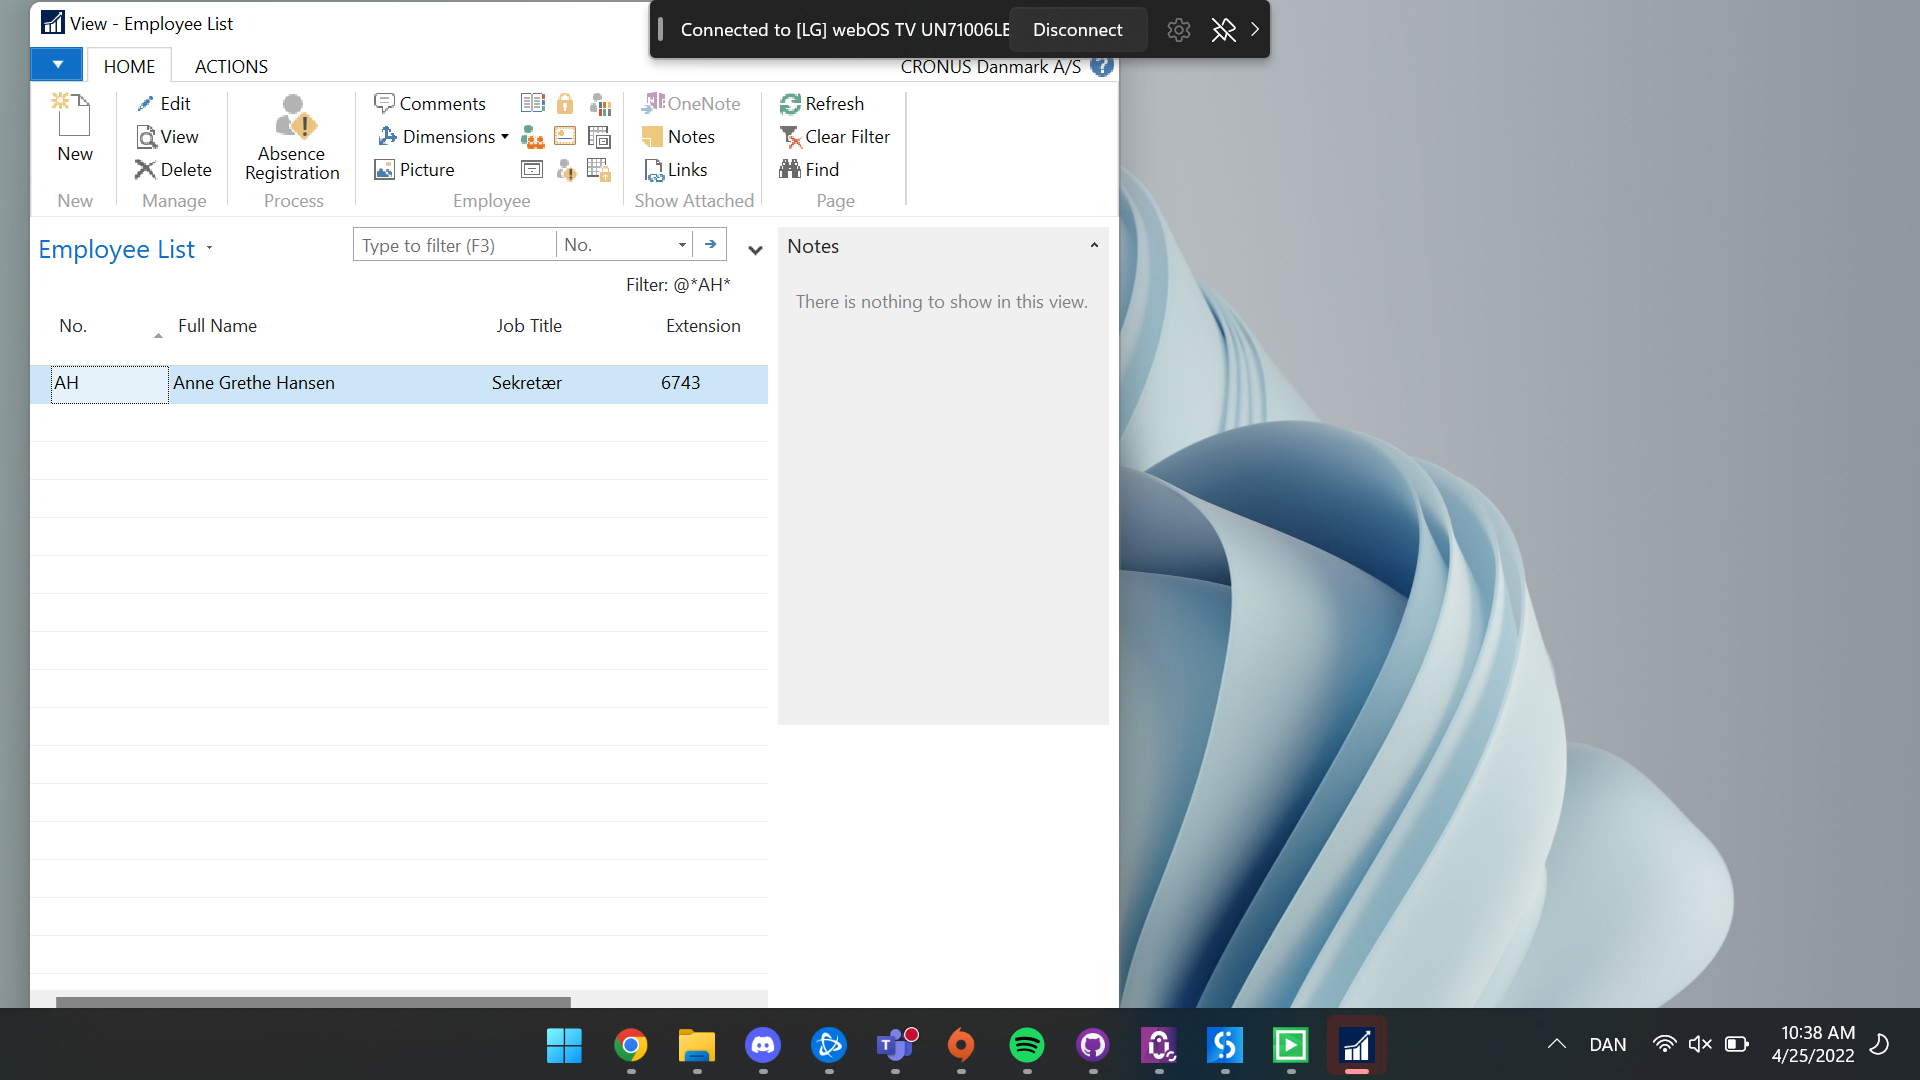 View - Employee List
Connected to [LG] webOS TV UN71006LE
Disconnect
HOME
ACTIONS
CRONUS Danmark A/S
New
Edit
View
Delete
Absence
Registration
Comments
Dimensions
Picture
OneNote
Notes
Links
Refresh
Clear Filter
Find
New
Manage
Process
Employee
Show Attached
Page
Employee List
Type to filter (F3)
No.
Filter: @*AH*
No.
Full Name
Job Title
Extension
AH
Anne Grethe Hansen
Sekretær
6743
Notes
There is nothing to show in this view.
DAN
10:38 AM
4/25/2022